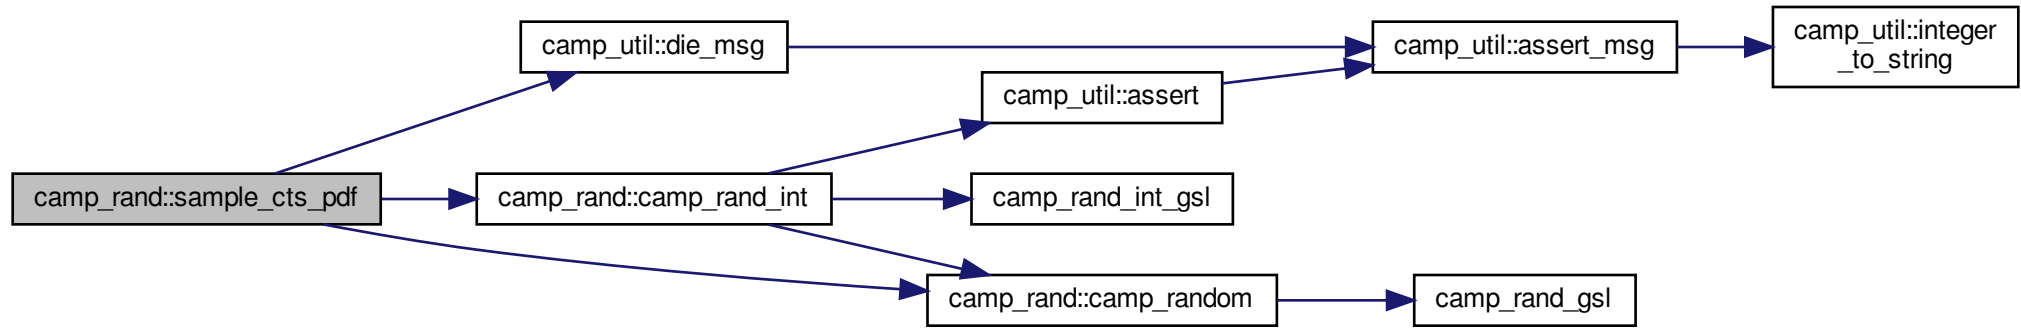 camp_rand::sample_cts_pdf
camp_util::die_msg
camp_util::assert_msg
camp_util::integer
_to_string
camp_util::assert
camp_rand::camp_rand_int
camp_rand_int_gsl
camp_rand::camp_random
camp_rand_gsl